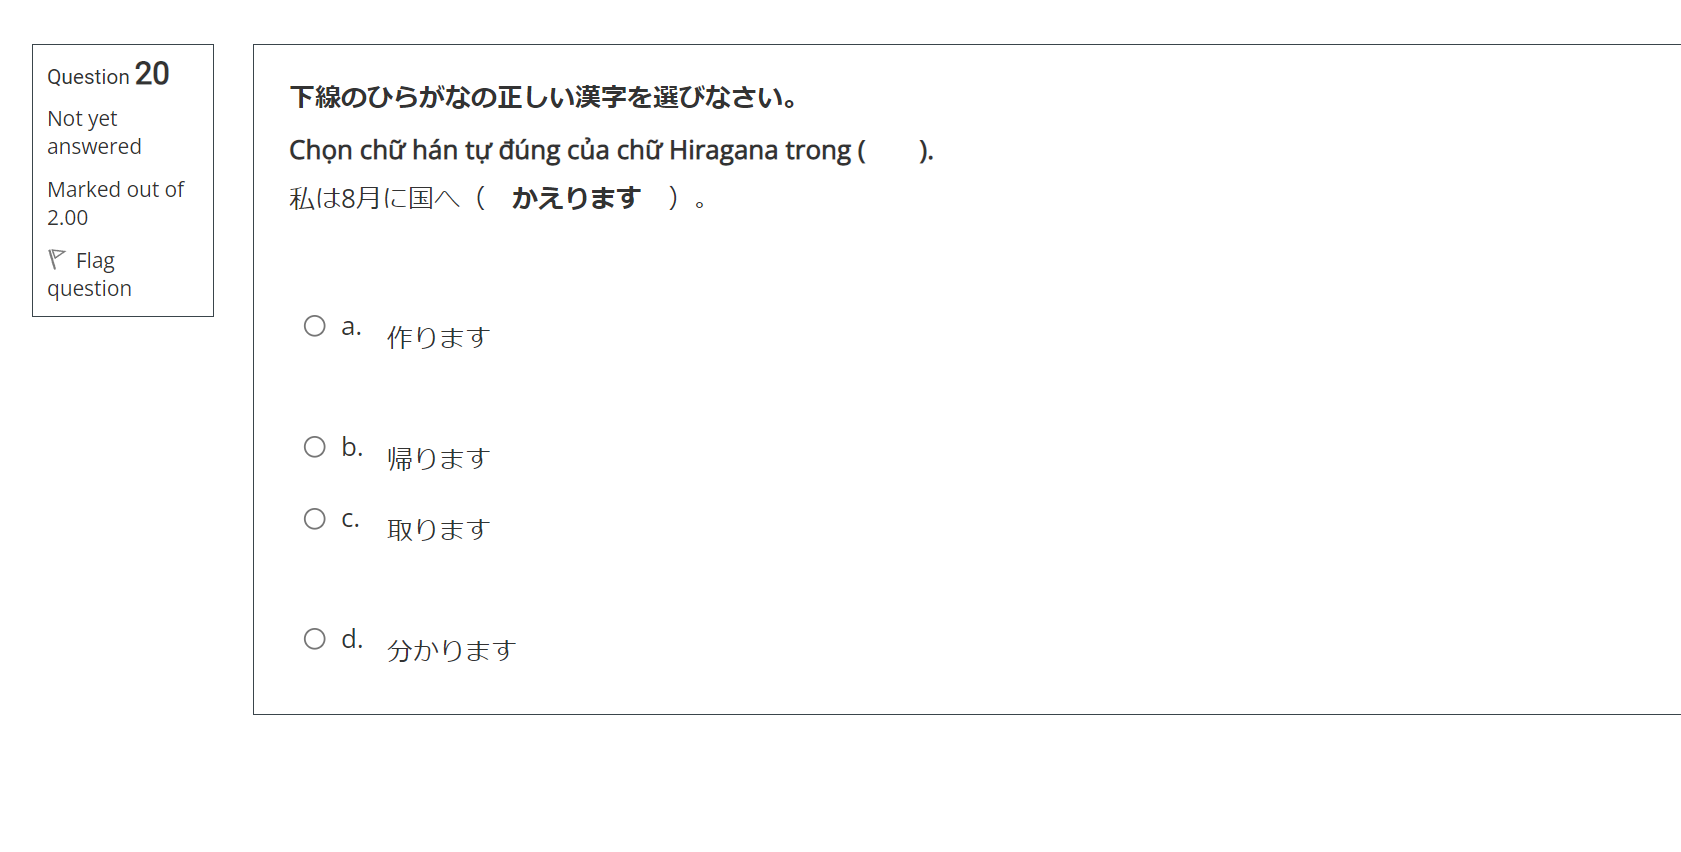 Question 20
Not yet
answered
Marked out of
2.00
Flag
question
下線のひらがなの正しい漢字を選びなさい。
Chọn chữ hán tự đúng của chữ Hiragana trong (　　).
私は8月に国へ（　かえります　）。
a. 作ります
b. 帰ります
c. 取ります
d. 分かります